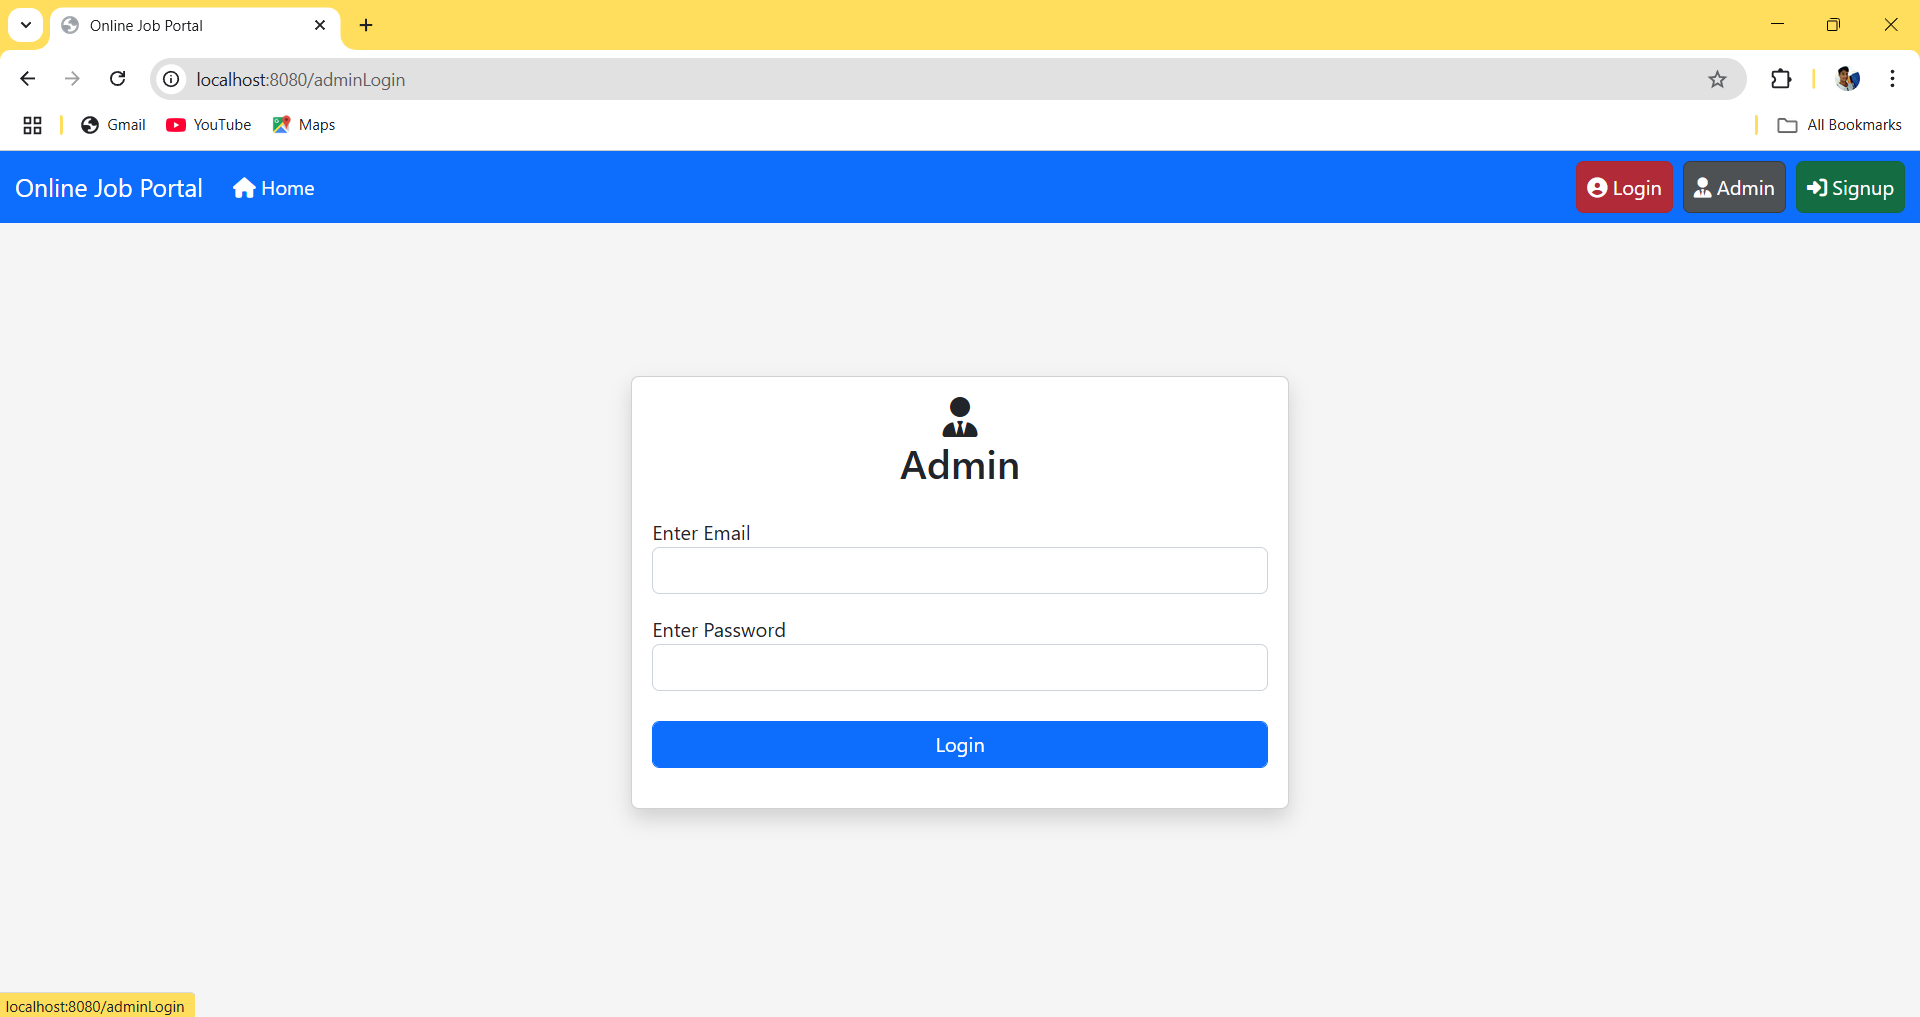 Online Job Portal
localhost:8080/adminLogin
Gmail YouTube Maps All Bookmarks
Online Job Portal Home Login Admin Signup
Admin
Enter Email
Enter Password
Login
localhost:8080/adminLogin